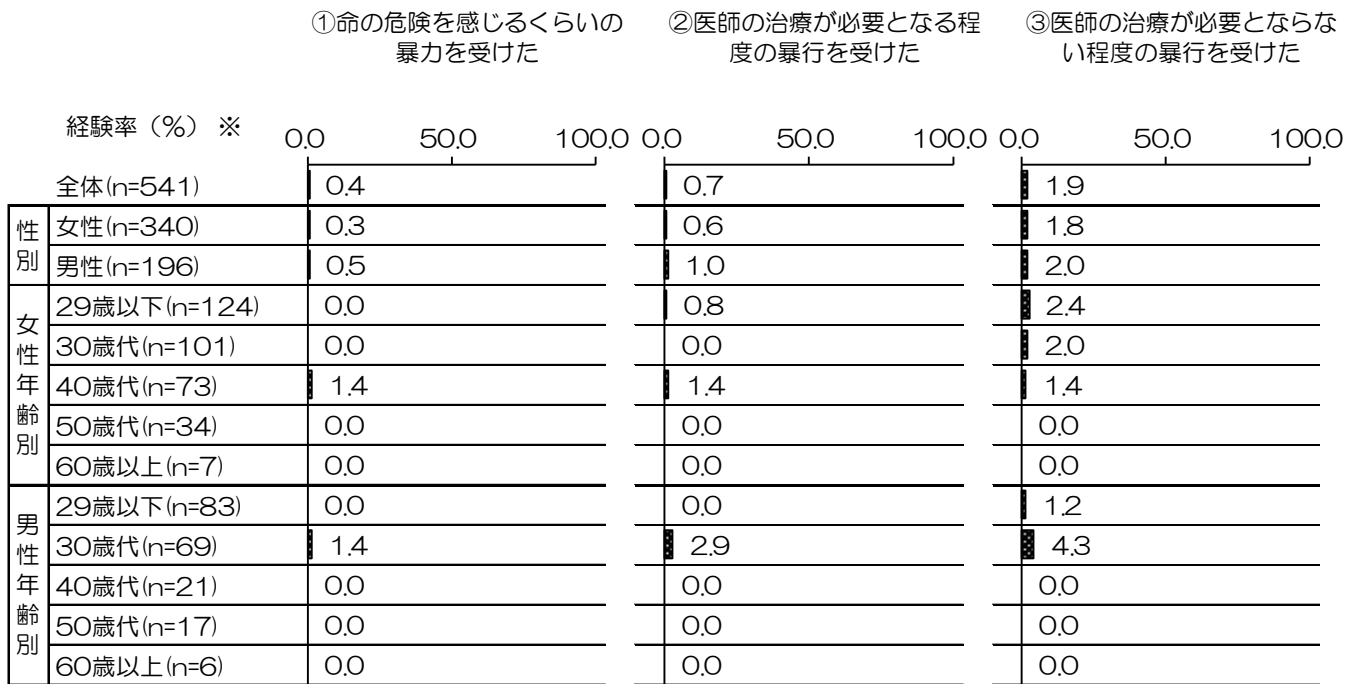 ①命の危険を感じるくらいの
暴力を受けた
②医師の治療が必要となる程
度の暴行を受けた
③医師の治療が必要とならな
い程度の暴行を受けた
経験率（%）※
0.0 50.0 100.0 0.0 50.0 100.0 0.0 50.0 100.0
全体(n=541) 0.4 0.7 1.9
性別
女性(n=340) 0.3 0.6 1.8
男性(n=196) 0.5 1.0 2.0
女性年齢別
29歳以下(n=124) 0.0 0.8 2.4
30歳代(n=101) 0.0 0.0 2.0
40歳代(n=73) 1.4 1.4 1.4
50歳代(n=34) 0.0 0.0 0.0
60歳以上(n=7) 0.0 0.0 0.0
男性年齢別
29歳以下(n=83) 0.0 0.0 1.2
30歳代(n=69) 1.4 2.9 4.3
40歳代(n=21) 0.0 0.0 0.0
50歳代(n=17) 0.0 0.0 0.0
60歳以上(n=6) 0.0 0.0 0.0